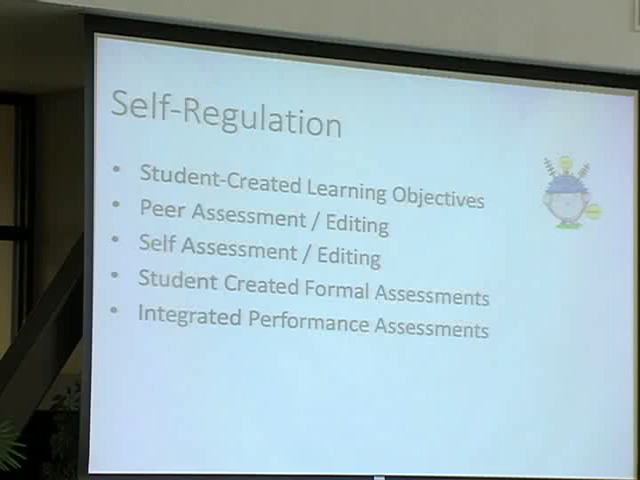 Self-Regulation
• Student-Created Learning Objectives
• Peer Assessment / Editing
• Self Assessment / Editing
• Student Created Formal Assessments
• Integrated Performance Assessments